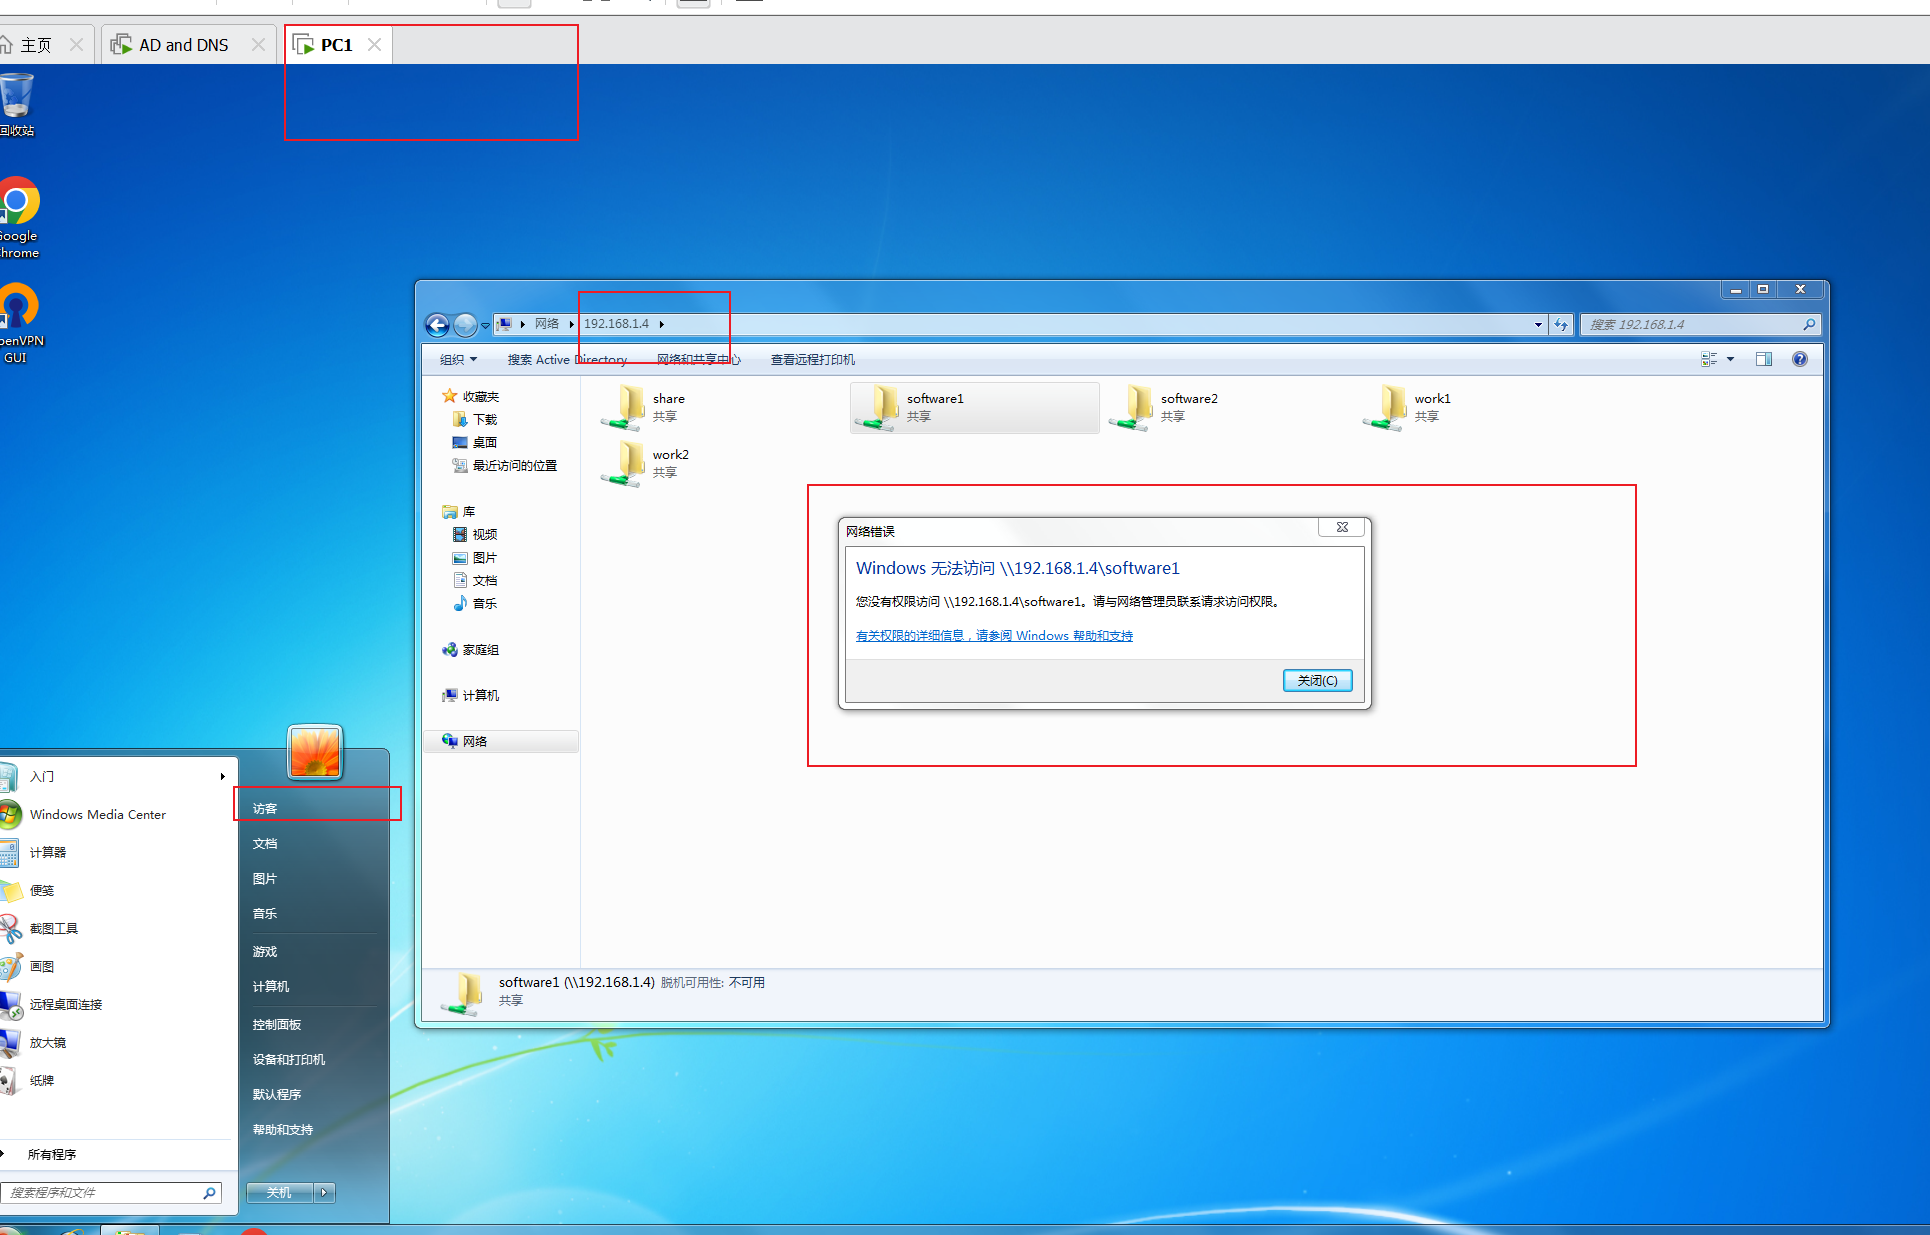 主页
AD and DNS
PC1
回收站
Google
Chrome
OpenVPN
GUI
网络
192.168.1.4
搜索 192.168.1.4
组织
搜索 Active Directory
网络和共享中心
查看远程打印机
收藏夹
下载
桌面
最近访问的位置
库
视频
图片
文档
音乐
家庭组
计算机
网络
share
共享
software1
共享
software2
共享
work1
共享
work2
共享
网络错误
Windows 无法访问 \\192.168.1.4\software1
您没有权限访问 \\192.168.1.4\software1。请与网络管理员联系请求访问权限。
有关权限的详细信息，请参阅 Windows 帮助和支持
关闭(C)
software1 (\\192.168.1.4) 脱机可用性: 不可用
共享
入门
Windows Media Center
计算器
便笺
截图工具
画图
远程桌面连接
放大镜
纸牌
所有程序
搜索程序和文件
访客
文档
图片
音乐
游戏
计算机
控制面板
设备和打印机
默认程序
帮助和支持
关机